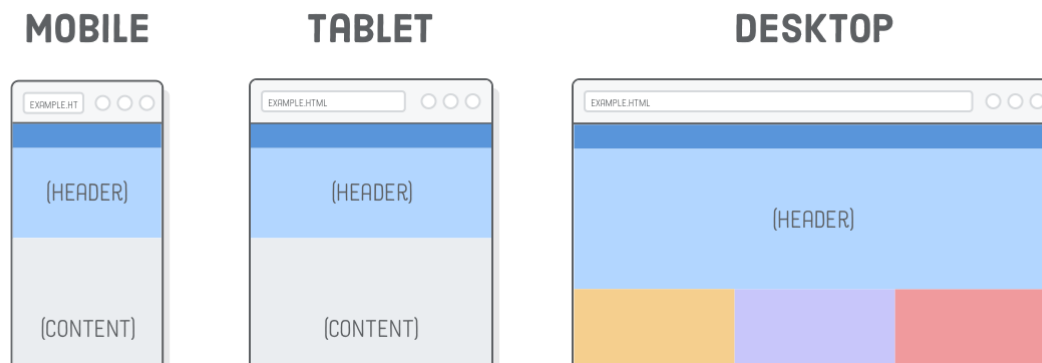 MOBILE
TABLET
DESKTOP
EXAMPLE.HT
EXAMPLE.HTML
EXAMPLE.HTML
(HEADER)
(HEADER)
(HEADER)
(CONTENT)
(CONTENT)